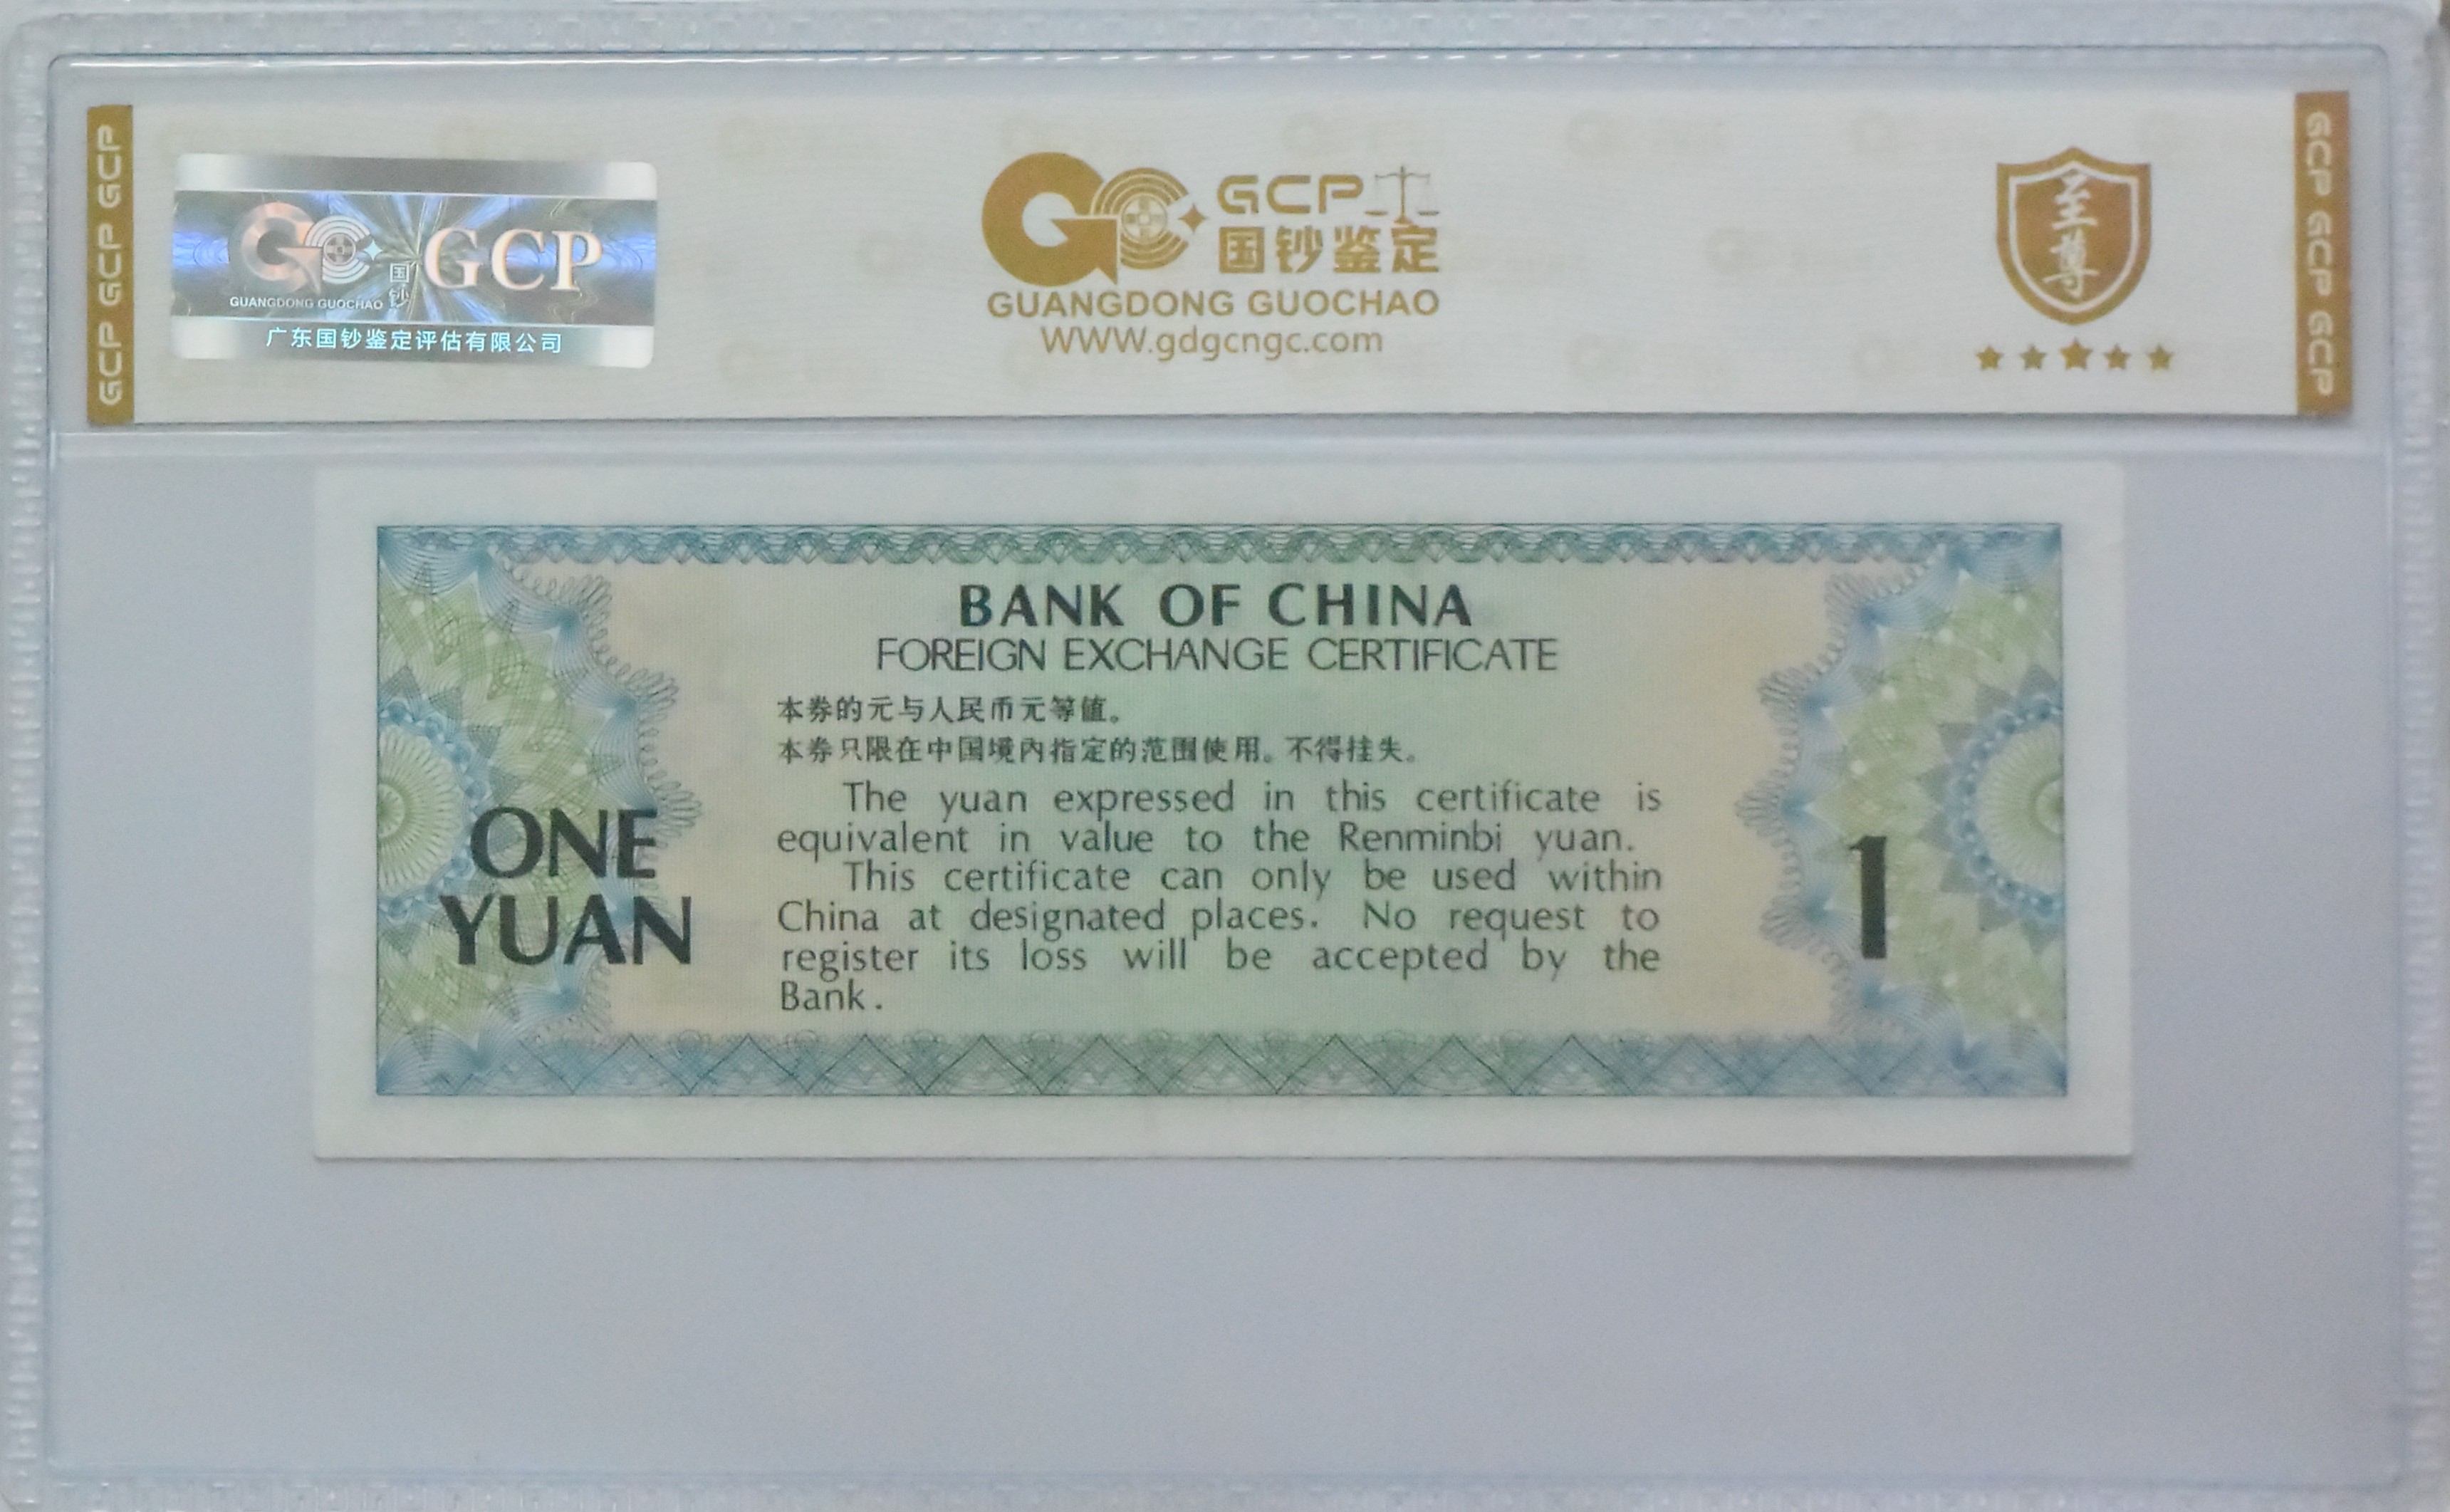 GCP GCP GCP
GUANGDONG GUOCHAO
国钞
GCP
广东国钞鉴定评估有限公司
GCP
国钞鉴定
GUANGDONG GUOCHAO
WWW.gdgcngc.com
至尊
GCP GCP GCP
BANK OF CHINA
FOREIGN EXCHANGE CERTIFICATE
本券的元与人民币元等值。
本券只限在中国境内指定的范围使用。不得挂失。
The yuan expressed in this certificate is
equivalent in value to the Renminbi yuan.
This certificate can only be used within
China at designated places. No request to
register its loss will be accepted by the
Bank.
ONE
YUAN
1